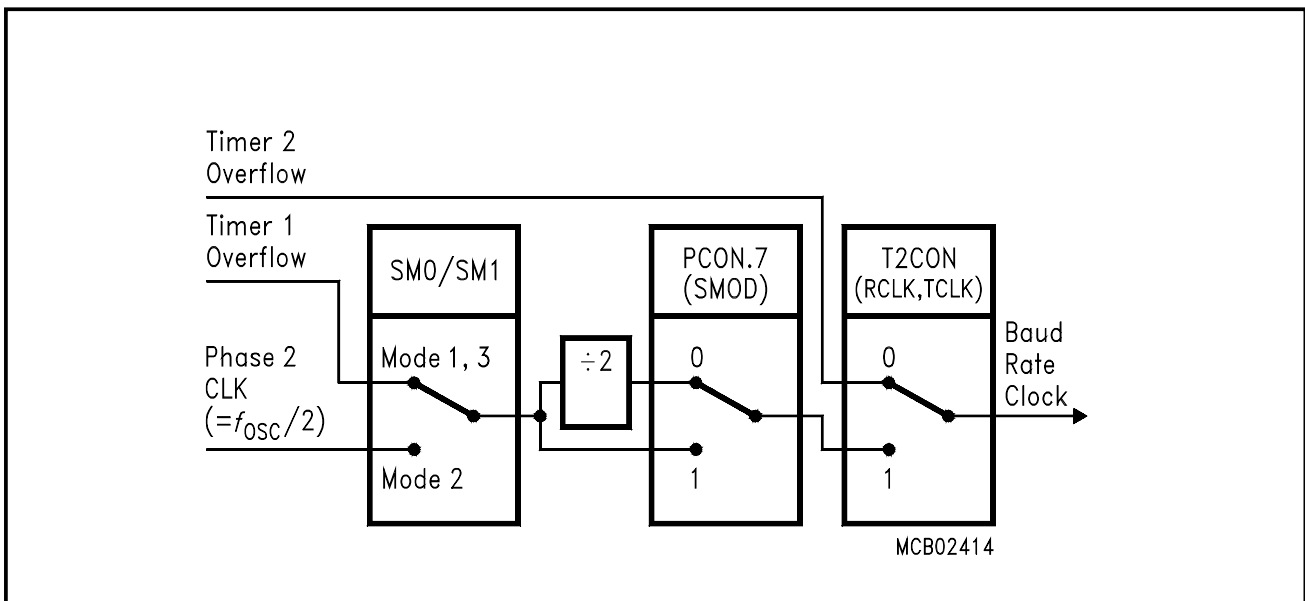 Timer 2
Overflow
Timer 1
Overflow
Phase 2
CLK
(=fOSC/2)
SM0/SM1
Mode 1, 3
Mode 2
÷2
PCON.7
(SMOD)
0
1
T2CON
(RCLK,TCLK)
0
1
Baud
Rate
Clock
MCB02414